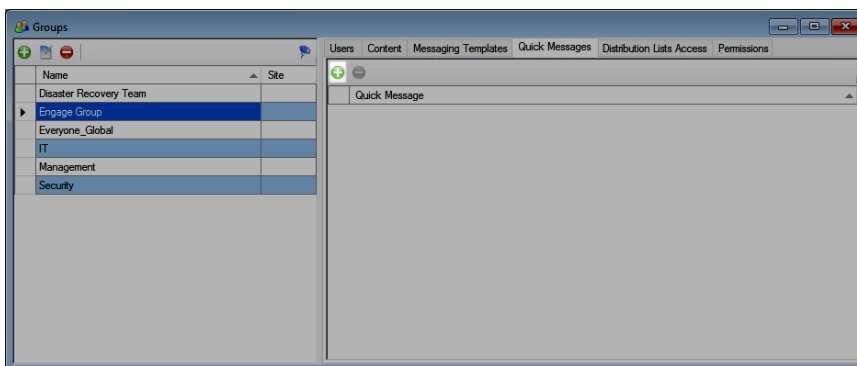 Groups
Users Content Messaging Templates Quick Messages Distribution Lists Access Permissions
Name Site
Quick Message
Disaster Recovery Team
Engage Group
Everyone_Global
IT
Management
Security